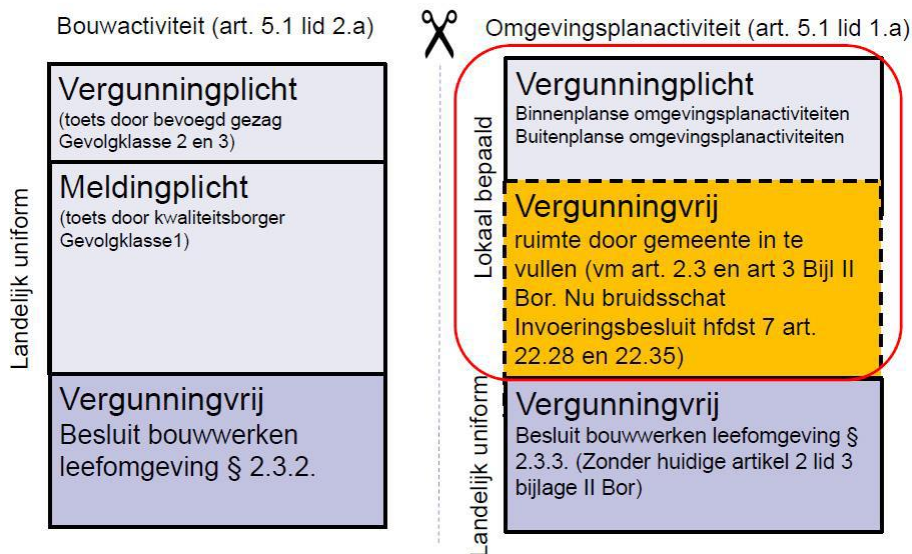 Bouwactiviteit (art. 5.1 lid 2.a)
Landelijk uniform
Vergunningplicht
(toets door bevoegd gezag
Gevolgklasse 2 en 3)
Meldingplicht
(toets door kwaliteitsborger
Gevolgklasse1)
Vergunningvrij
Besluit bouwwerken
leefomgeving § 2.3.2.
Omgevingsplanactiviteit (art. 5.1 lid 1.a)
Lokaal bepaald
Vergunningplicht
Binnenplanse omgevingsplanactiviteiten
Buitenplanse omgevingsplanactiviteiten
Vergunningvrij
ruimte door gemeente in te
vullen (vm art. 2.3 en art 3 Bijl II
Bor. Nu bruidsschat
Invoeringsbesluit hfdst 7 art.
22.28 en 22.35)
Landelijk uniform
Vergunningvrij
Besluit bouwwerken leefomgeving §
2.3.3. (Zonder huidige artikel 2 lid 3
bijlage II Bor)